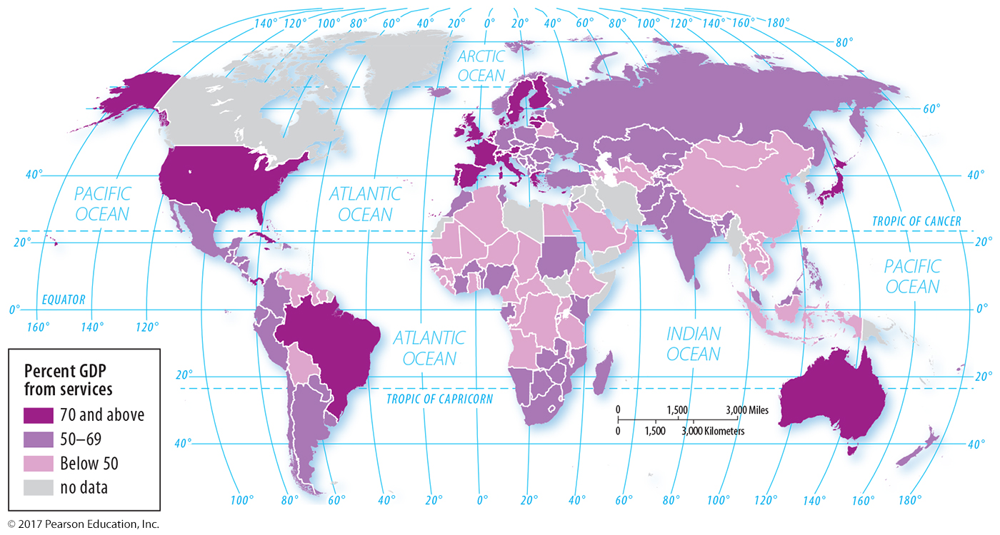 140° 120° 100° 80° 60° 40° 20° 0° 20° 40° 60° 80° 100° 120° 140° 160° 180°
80°
ARCTIC
OCEAN
60°
40°
40°
PACIFIC
OCEAN
ATLANTIC
OCEAN
TROPIC OF CANCER
20°
20°
PACIFIC
OCEAN
EQUATOR
0°
0°
160° 140° 120°
ATLANTIC
OCEAN
INDIAN
OCEAN
20°
20°
TROPIC OF CAPRICORN
0 1,500 3,000 Miles
0 1,500 3,000 Kilometers
40°
40°
100° 80° 60° 40° 20° 0° 20° 40° 60° 80° 100° 120° 140° 160° 180°
Percent GDP
from services
70 and above
50–69
Below 50
no data
© 2017 Pearson Education, Inc.